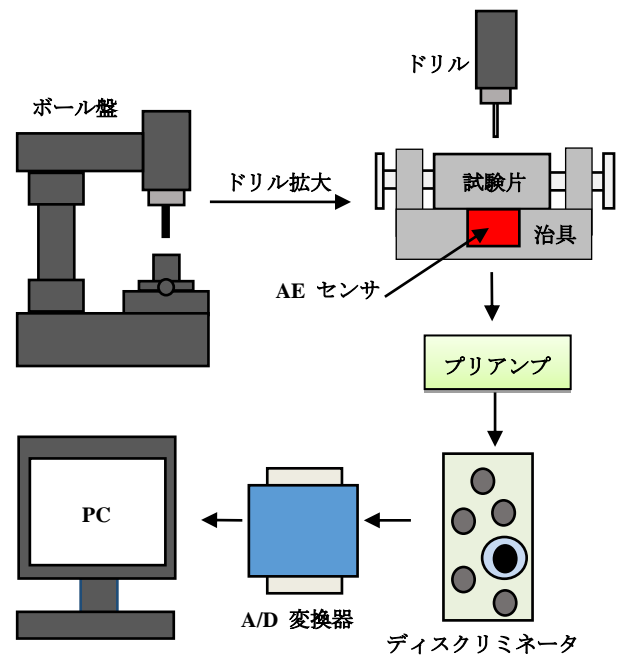 ドリル
ボール盤
ドリル拡大
試験片
治具
AE センサ
プリアンプ
PC
A/D 変換器
ディスクリミネータ